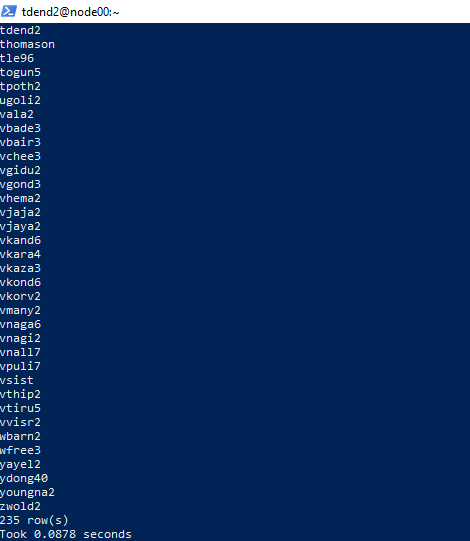 tdend2@node00:~
tdend2
thomason
tle96
togun5
tpoth2
ugoli2
vala2
vbade3
vbair3
vchee3
vgidu2
vgond3
vhema2
vjaja2
vjaya2
vkand6
vkara4
vkaza3
vkond6
vkorv2
vmany2
vnaga6
vnagi2
vnall7
vpuli7
vsist
vthip2
vtiru5
vvisr2
wbarn2
wfree3
yayel2
ydong40
youngna2
zwold2
235 row(s)
Took 0.0878 seconds